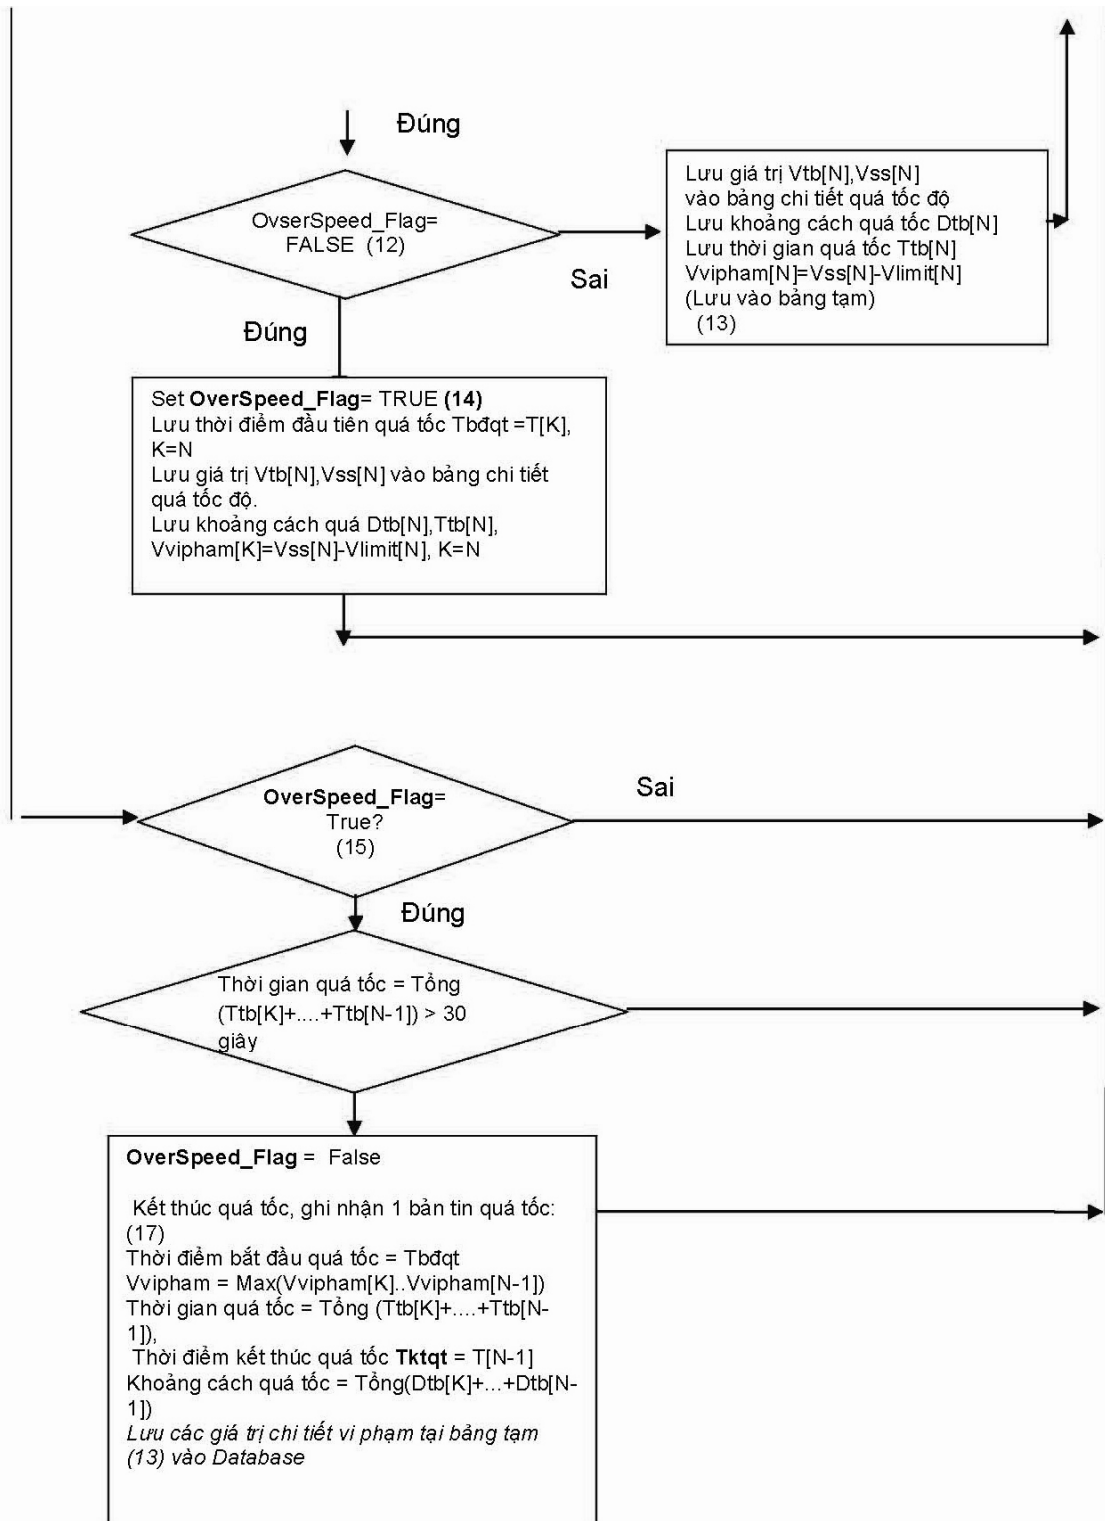 Đúng
OvserSpeed_Flag=
FALSE (12)
Sai
Lưu giá trị Vtb[N],Vss[N]
vào bảng chi tiết quá tốc độ
Lưu khoảng cách quá tốc Dtb[N]
Lưu thời gian quá tốc Ttb[N]
Vvipham[N]=Vss[N]-Vlimit[N]
(Lưu vào bảng tạm)
(13)
Đúng
Set OverSpeed_Flag= TRUE (14)
Lưu thời điểm đầu tiên quá tốc Tbđqt =T[K],
K=N
Lưu giá trị Vtb[N],Vss[N] vào bảng chi tiết
quá tốc độ.
Lưu khoảng cách quá Dtb[N],Ttb[N],
Vvipham[K]=Vss[N]-Vlimit[N], K=N
OverSpeed_Flag=
True?
(15)
Sai
Đúng
Thời gian quá tốc = Tổng
(Ttb[K]+....+Ttb[N-1]) > 30
giây
OverSpeed_Flag = False
Kết thúc quá tốc, ghi nhận 1 bản tin quá tốc:
(17)
Thời điểm bắt đầu quá tốc = Tbđqt
Vvipham = Max(Vvipham[K]..Vvipham[N-1])
Thời gian quá tốc = Tổng (Ttb[K]+....+Ttb[N-
1]),
Thời điểm kết thúc quá tốc Tktqt = T[N-1]
Khoảng cách quá tốc = Tổng(Dtb[K]+...+Dtb[N-
1])
Lưu các giá trị chi tiết vi phạm tại bảng tạm
(13) vào Database